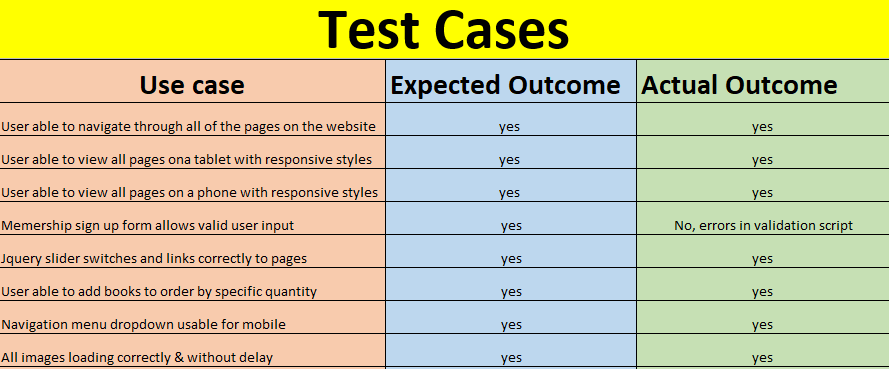 Test Cases
Use case Expected Outcome Actual Outcome
User able to navigate through all of the pages on the website yes yes
User able to view all pages ona tablet with responsive styles yes yes
User able to view all pages on a phone with responsive styles yes yes
Memership sign up form allows valid user input yes No, errors in validation script
Jquery slider switches and links correctly to pages yes yes
User able to add books to order by specific quantity yes yes
Navigation menu dropdown usable for mobile yes yes
All images loading correctly & without delay yes yes